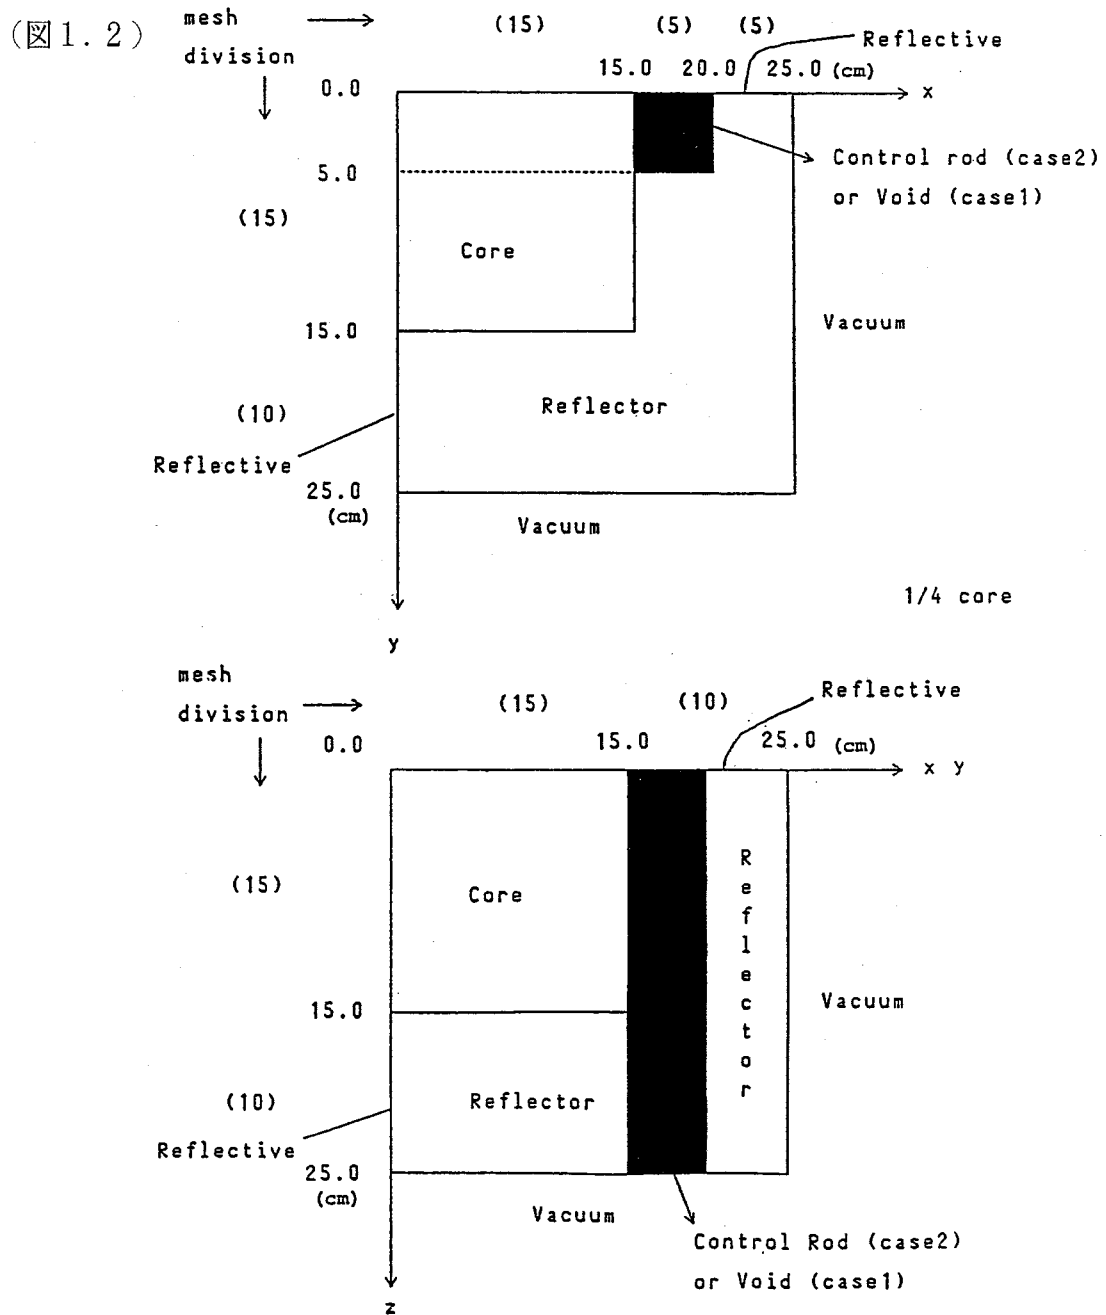 (図1.2)
mesh
division
(15)
(5)
(5)
Reflective
15.0
20.0
25.0 (cm)
0.0
x
Control rod (case2)
or Void (case1)
5.0
(15)
Core
15.0
Vacuum
(10)
Reflector
Reflective
25.0
(cm)
Vacuum
1/4 core
y
mesh
division
(15)
(10)
Reflective
0.0
15.0
25.0 (cm)
x y
(15)
Core
Reflector
15.0
Vacuum
(10)
Reflector
Reflective
25.0
(cm)
Vacuum
Control Rod (case2)
or Void (case1)
z